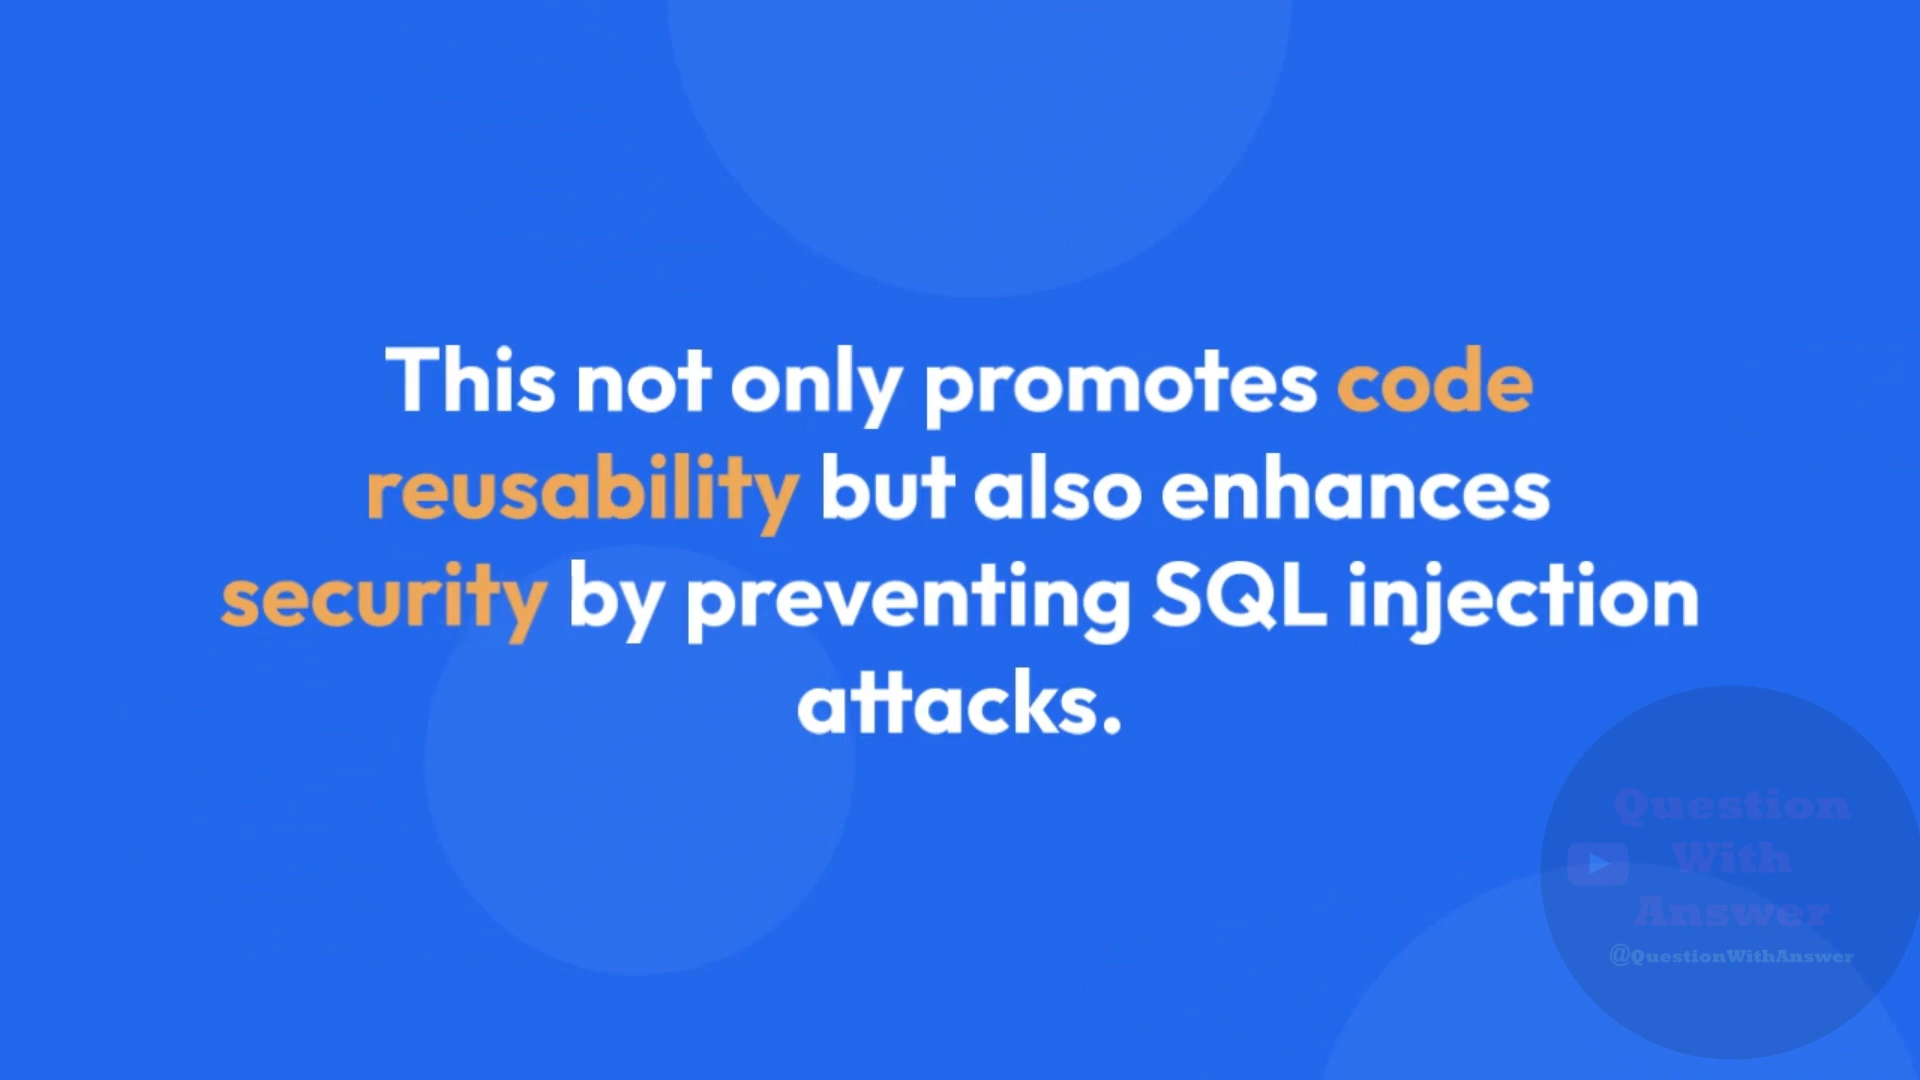 This not only promotes code
reusability but also enhances
security by preventing SQL injection
attacks.
Question
With
Answer
@QuestionWithAnswer